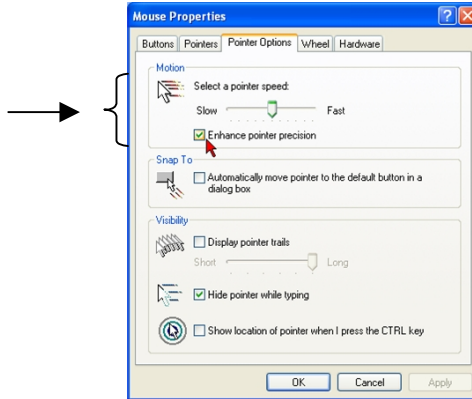 Mouse Properties
Buttons Pointers Pointer Options Wheel Hardware
Motion
Select a pointer speed:
Slow Fast
Enhance pointer precision
Snap To
Automatically move pointer to the default button in a
dialog box
Visibility
Display pointer trails
Short Long
Hide pointer while typing
Show location of pointer when I press the CTRL key
OK Cancel Apply